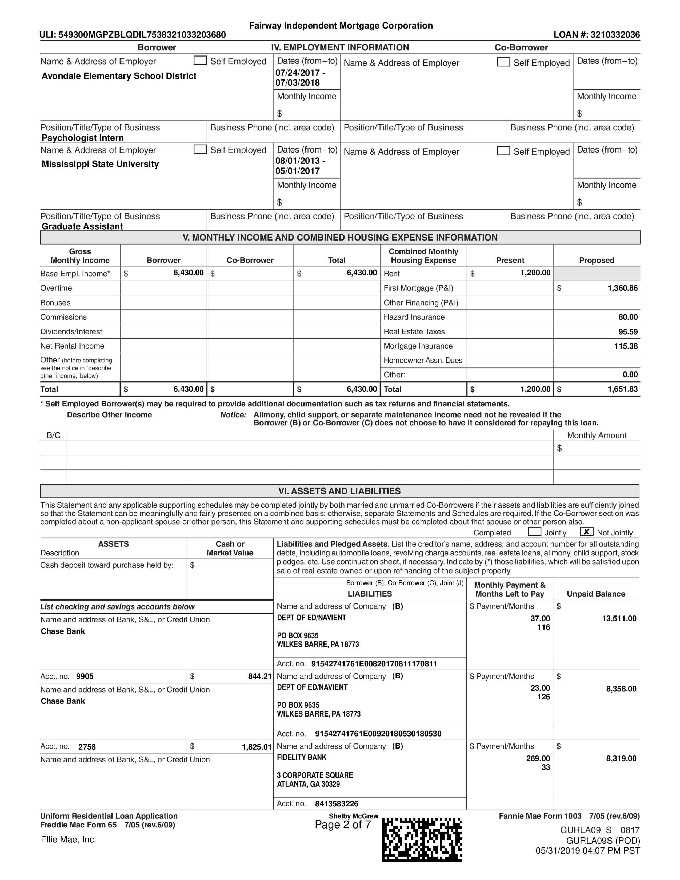 Fairway Independent Mortgage Corporation
ULI: 549300MGPZBLQDIL7538321033203680 LOAN #: 3210332036
Borrower IV. EMPLOYMENT INFORMATION Co-Borrower
Name & Address of Employer Self Employed Dates (from–to) Name & Address of Employer Self Employed Dates (from–to)
Avondale Elementary School District 07/24/2017 -
07/03/2018
Monthly Income Monthly Income
$ $
Position/Title/Type of Business Business Phone (incl. area code) Position/Title/Type of Business Business Phone (incl. area code)
Psychologist Intern
Name & Address of Employer Self Employed Dates (from–to) Name & Address of Employer Self Employed Dates (from–to)
Mississippi State University 08/01/2013 -
05/01/2017
Monthly Income Monthly Income
$ $
Position/Title/Type of Business Business Phone (incl. area code) Position/Title/Type of Business Business Phone (incl. area code)
Graduate Assistant
V. MONTHLY INCOME AND COMBINED HOUSING EXPENSE INFORMATION
Gross Monthly Income Borrower Co-Borrower Total Combined Monthly Housing Expense Present Proposed
Base Empl. Income* $ 6,430.00 $ $ 6,430.00 Rent $ 1,200.00
Overtime First Mortgage (P&I) $ 1,360.86
Bonuses Other Financing (P&I)
Commissions Hazard Insurance 80.00
Dividends/Interest Real Estate Taxes 95.59
Net Rental Income Mortgage Insurance 115.38
Other (before completing, see the notice in "describe other income," below) Homeowner Assn. Dues
Other: 0.00
Total $ 6,430.00 $ $ 6,430.00 Total $ 1,200.00 $ 1,651.83
* Self Employed Borrower(s) may be required to provide additional documentation such as tax returns and financial statements.
Describe Other Income Notice: Alimony, child support, or separate maintenance income need not be revealed if the
Borrower (B) or Co-Borrower (C) does not choose to have it considered for repaying this loan.
B/C Monthly Amount
$
VI. ASSETS AND LIABILITIES
This Statement and any applicable supporting schedules may be completed jointly by both married and unmarried Co-Borrowers if their assets and liabilities are sufficiently joined
so that the Statement can be meaningfully and fairly presented on a combined basis; otherwise, separate Statements and Schedules are required. If the Co-Borrower section was
completed about a non-applicant spouse or other person, this Statement and supporting schedules must be completed about that spouse or other person also.
Completed Jointly X Not Jointly
ASSETS Cash or Market Value
Description
Cash deposit toward purchase held by: $
Liabilities and Pledged Assets. List the creditor's name, address, and account number for all outstanding
debts, including automobile loans, revolving charge accounts, real estate loans, alimony, child support, stock
pledges, etc. Use continuation sheet, if necessary. Indicate by (*) those liabilities, which will be satisfied upon
sale of real estate owned or upon refinancing of the subject property.
Borrower (B), Co-Borrower (C), Joint (J)
LIABILITIES Monthly Payment & Months Left to Pay Unpaid Balance
List checking and savings accounts below Name and address of Company (B) $ Payment/Months $
Name and address of Bank, S&L, or Credit Union DEPT OF ED/NAVIENT 37.00 13,511.00
Chase Bank 116
PO BOX 9635
WILKES BARRE, PA 18773
Acct. no. 91542741761E00820170811170811
Acct. no. 9905 $ 844.21 Name and address of Company (B) $ Payment/Months $
Name and address of Bank, S&L, or Credit Union DEPT OF ED/NAVIENT 23.00 8,358.00
Chase Bank 126
PO BOX 9635
WILKES BARRE, PA 18773
Acct. no. 91542741761E00920180530180530
Acct. no. 2758 $ 1,625.01 Name and address of Company (B) $ Payment/Months $
Name and address of Bank, S&L, or Credit Union FIDELITY BANK 269.00 8,319.00
33
3 CORPORATE SQUARE
ATLANTA, GA 30329
Acct. no. 8413583226
Uniform Residential Loan Application Shelby McGrew Fannie Mae Form 1003 7/05 (rev.6/09)
Freddie Mac Form 65 7/05 (rev.6/09) Page 2 of 7
GURLA09_S 0817
Ellie Mae, Inc. GURLA09S (POD)
05/31/2019 04:07 PM PST